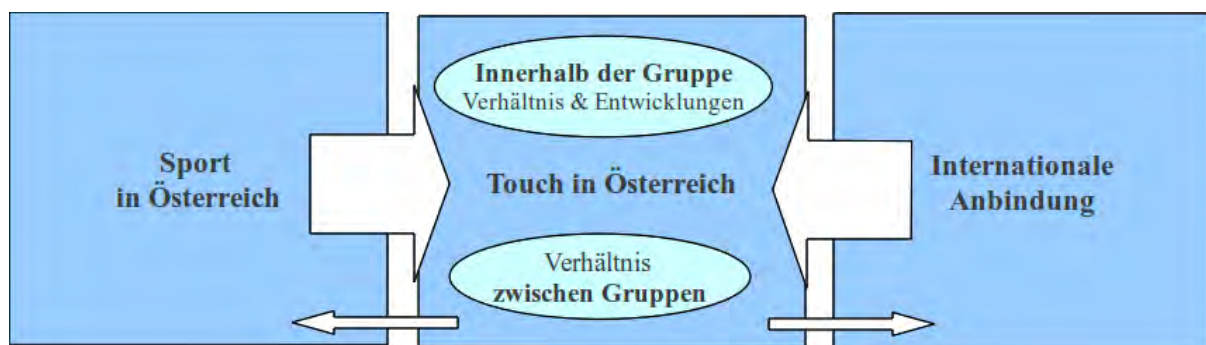 Sport
in Österreich
Innerhalb der Gruppe
Verhältnis & Entwicklungen
Touch in Österreich
Verhältnis
zwischen Gruppen
Internationale
Anbindung